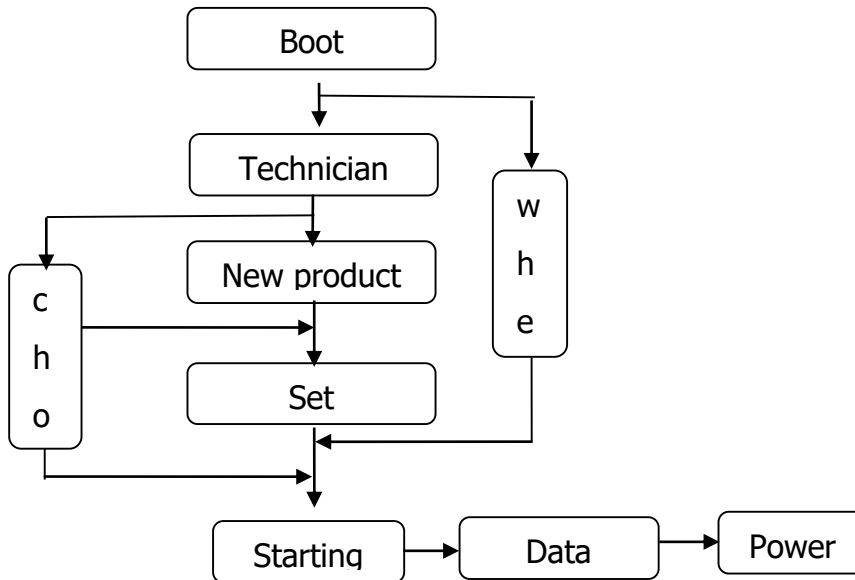 Boot
Technician
w
h
e
New product
c
h
o
Set
Starting
Data
Power